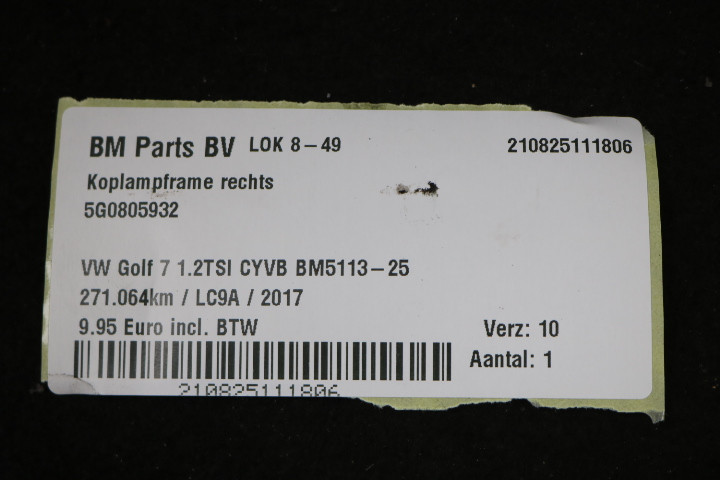 BM Parts BV LOK 8-49 210825111806
Koplampframe rechts
5G0805932
VW Golf 7 1.2TSI CYVB BM5113-25
271.064km / LC9A / 2017
9.95 Euro incl. BTW Verz: 10
Aantal: 1
210825111806